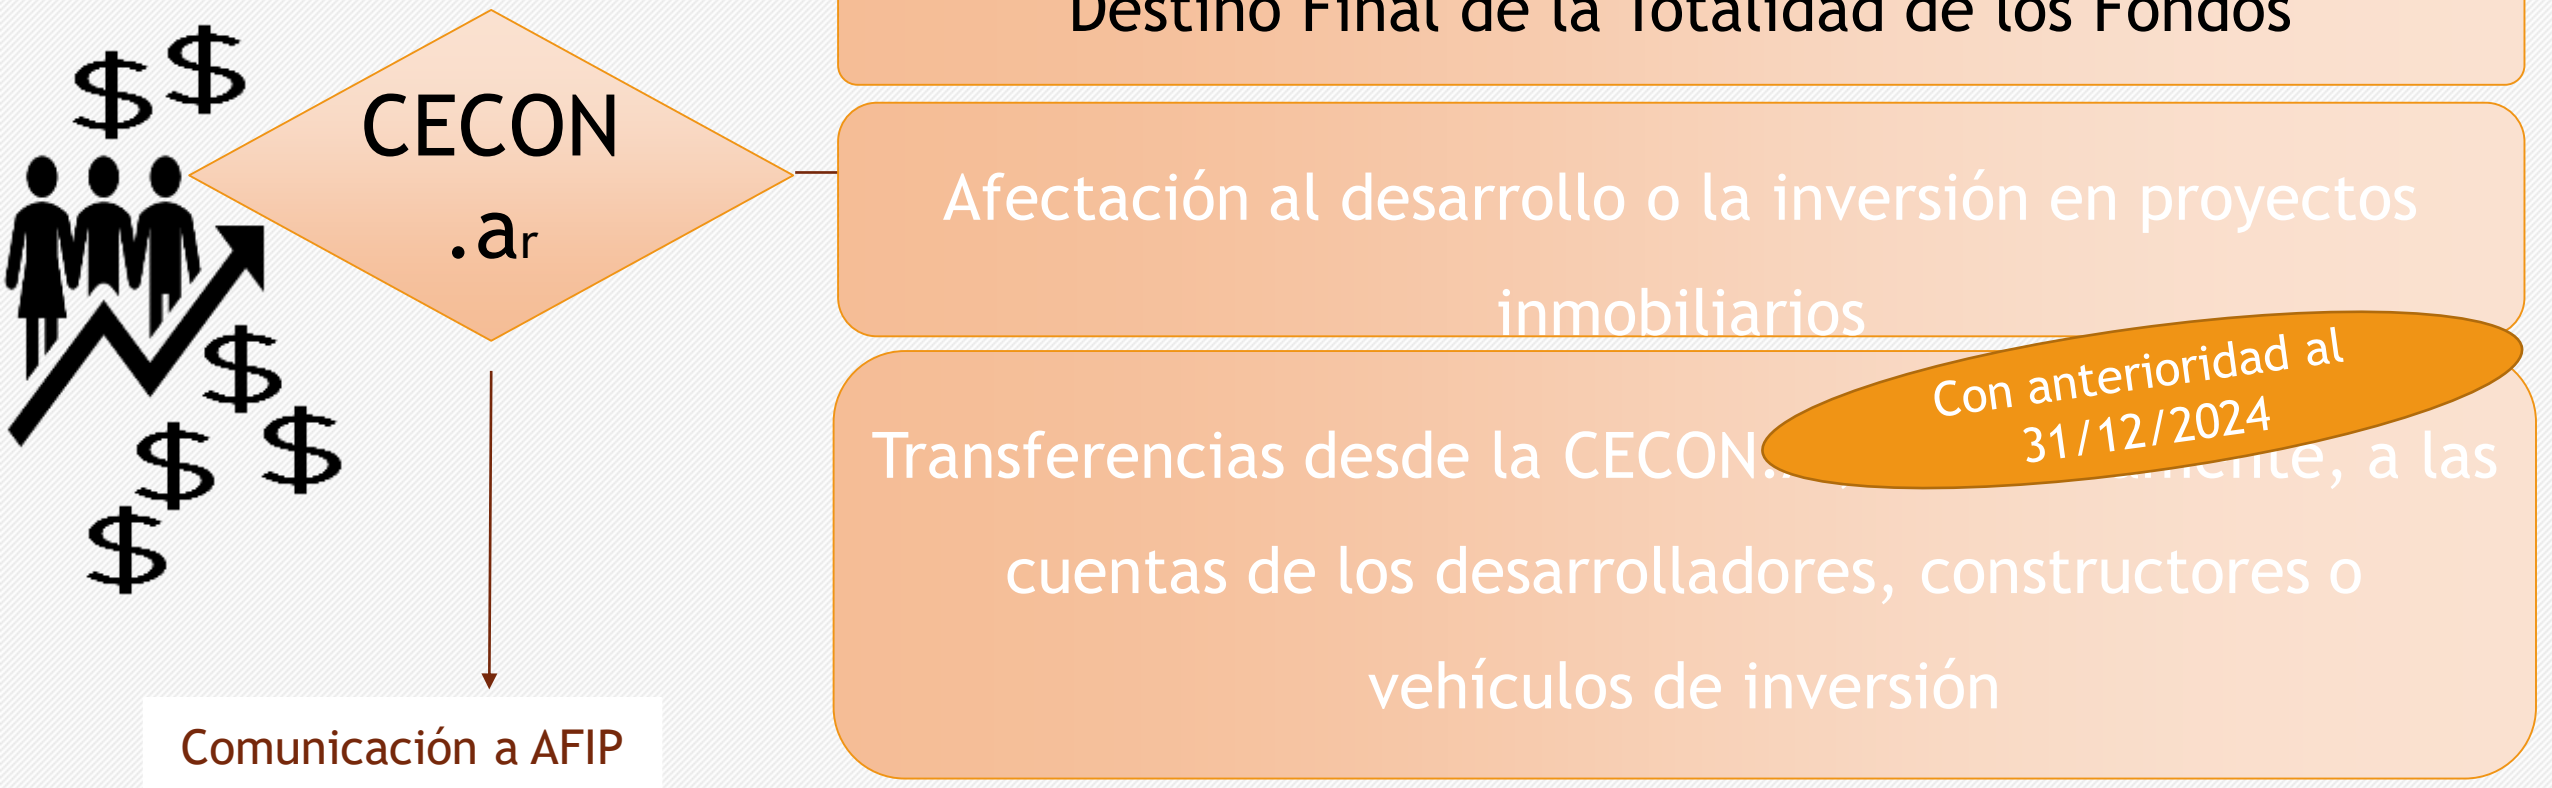 Destino Final de la Totalidad de los Fondos
CECON
.ar
Afectación al desarrollo o la inversión en proyectos
inmobiliarios
Con anterioridad al
31/12/2024
Transferencias desde la CECON. a las
cuentas de los desarrolladores, constructores o
vehículos de inversión
Comunicación a AFIP
$
$
$
$
$
$